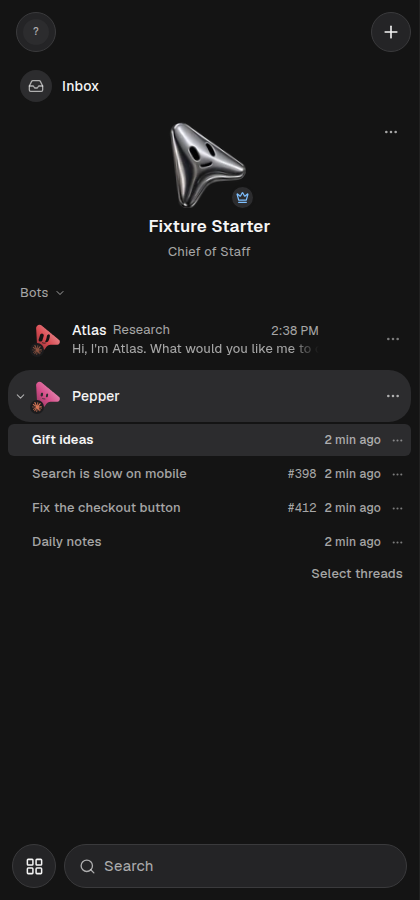 ?
Inbox
Fixture Starter
Chief of Staff
Bots
Atlas Research 2:38 PM
Hi, I'm Atlas. What would you like me to
Pepper
Gift ideas 2 min ago
Search is slow on mobile #398 2 min ago
Fix the checkout button #412 2 min ago
Daily notes 2 min ago
Select threads
Search